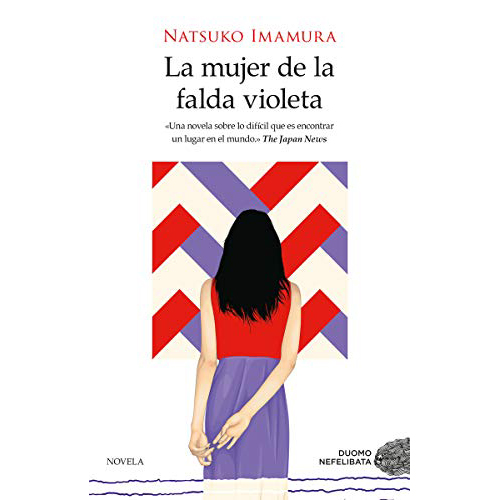 NATSUKO IMAMURA
La mujer de la
falda violeta
«Una novela sobre lo difícil que es encontrar
un lugar en el mundo.» The Japan News
NOVELA
DUOMO
NEFELIBATA